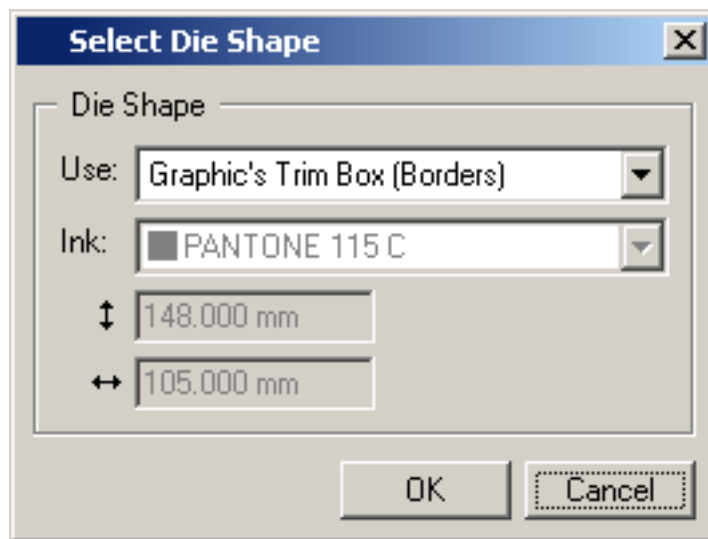 Select Die Shape
Die Shape
Use: Graphic's Trim Box (Borders)
Ink: PANTONE 115 C
148.000 mm
105.000 mm
OK Cancel